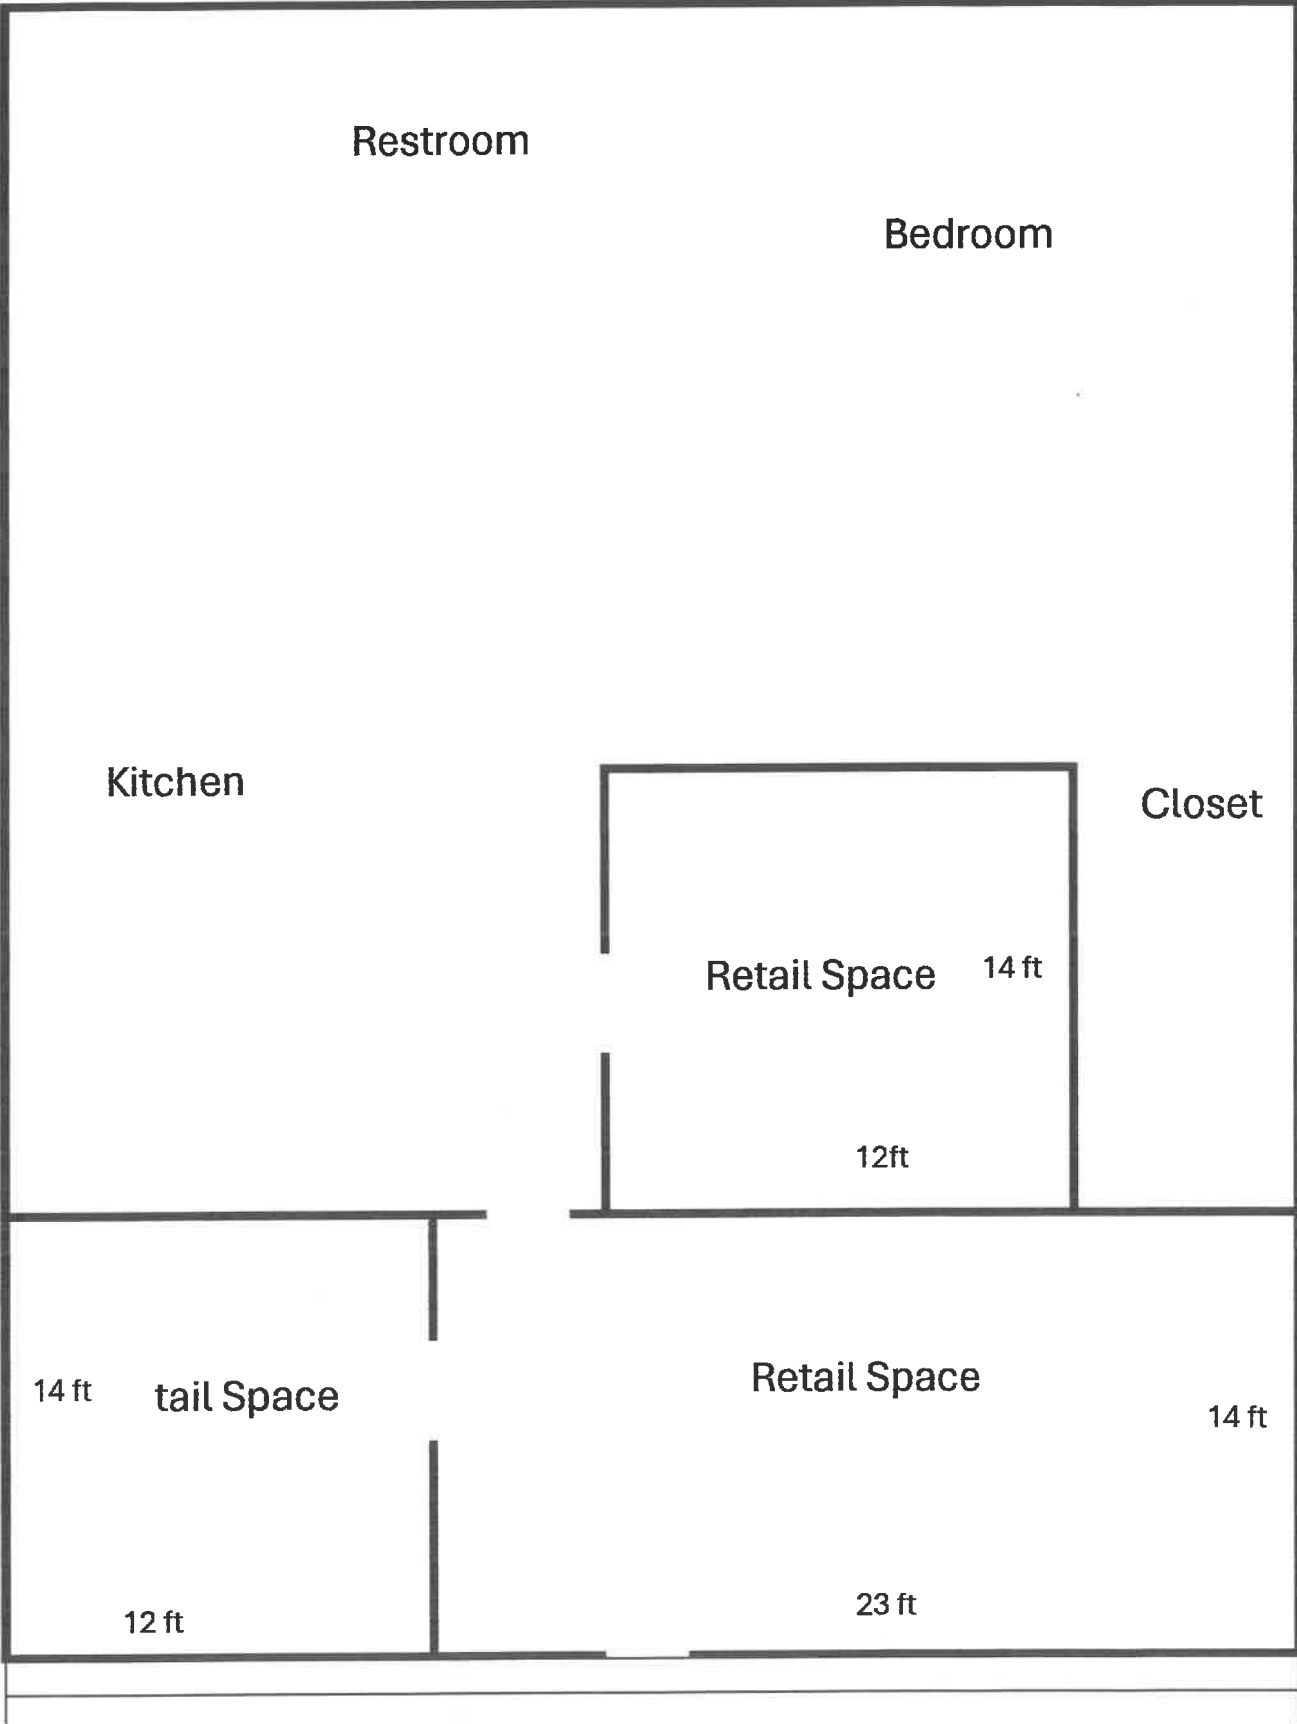 Restroom
Bedroom
Kitchen
Closet
Retail Space 14 ft
12ft
14 ft tail Space
Retail Space
14 ft
12 ft
23 ft